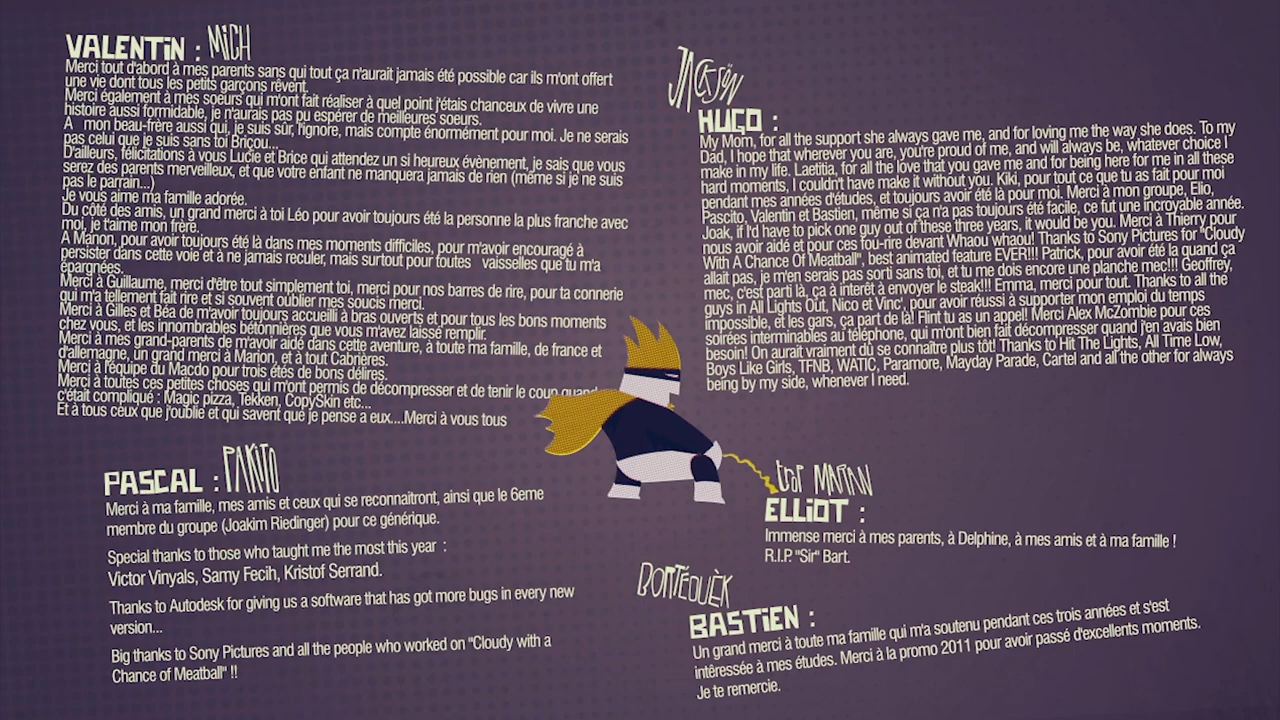 VALENTIN : MICH
Merci tout d'abord à mes parents sans qui tout ça n'aurait jamais été possible car ils m'ont offert
une vie dont tous les petits garçons rêvent.
Merci également à mes soeurs qui m'ont fait réaliser à quel point j'étais chanceux de vivre une
histoire aussi formidable, je n'aurais pas pu espérer de meilleures soeurs.
A mon beau-frère aussi qui, je suis sûr, l'ignore, mais compte énormément pour moi. Je ne serais
pas celui que je suis sans toi Briçou...
D'ailleurs, félicitations à vous Lucie et Brice qui attendez un si heureux évènement, je sais que vous
serez des parents merveilleux, et que votre enfant ne manquera jamais de rien (même si je ne suis
pas le parrain...)
Je vous aime ma famille adorée.
Du côté des amis, un grand merci à toi Léo pour avoir toujours été la personne la plus franche avec
moi, je t'aime mon frère.
A Manon, pour avoir toujours été là dans mes moments difficiles, pour m'avoir encouragé à
persister dans cette voie et à ne jamais reculer, mais surtout pour toutes vaisselles que tu m'a
épargnées.
Merci à Guillaume, merci d'être tout simplement toi, merci pour nos barres de rire, pour ta connerie
qui m'a tellement fait rire et si souvent oublier mes soucis merci.
Merci à Gilles et Béa de m'avoir toujours accueilli à bras ouverts et pour tous les bons moments
chez vous, et les innombrables bétonnières que vous m'avez laissé remplir.
Merci à mes grand-parents de m'avoir aidé dans cette aventure, à toute ma famille, de france et
d'allemagne, un grand merci à Marion, et à tout Cabrières.
Merci à l'équipe du Macdo pour trois étés de bons délires.
Merci à toutes ces petites choses qui m'ont permis de décompresser et de tenir le coup quand
c'était compliqué : Magic pizza, Tekken, CopySkin etc...
Et à tous ceux que j'oublie et qui savent que je pense a eux....Merci à vous tous
PASCAL : PAKITO
Merci à ma famille, mes amis et ceux qui se reconnaitront, ainsi que le 6eme
membre du groupe (Joakim Riedinger) pour ce générique.
Special thanks to those who taught me the most this year :
Victor Vinyals, Samy Fecih, Kristof Serrand.
Thanks to Autodesk for giving us a software that has got more bugs in every new
version...
Big thanks to Sony Pictures and all the people who worked on "Cloudy with a
Chance of Meatball" !!
JACKSON
HUGO :
My Mom, for all the support she always gave me, and for loving me the way she does. To my
Dad, I hope that wherever you are, you're proud of me, and will always be, whatever choice I
make in my life. Laetitia, for all the love that you gave me and for being here for me in all these
hard moments, I couldn't have make it without you. Kiki, pour tout ce que tu as fait pour moi
pendant mes années d'études, et toujours avoir été là pour moi. Merci à mon groupe, Elio,
Pascito, Valentin et Bastien, même si ça n'a pas toujours été facile, ce fut une incroyable année.
Joak, if I'd have to pick one guy out of these three years, it would be you. Merci à Thierry pour
nous avoir aidé et pour ces fou-rire devant Whaou whaou! Thanks to Sony Pictures for "Cloudy
With A Chance Of Meatball", best animated feature EVER!!! Patrick, pour avoir été la quand ça
allait pas, je m'en serais pas sorti sans toi, et tu me dois encore une planche mec!!! Geoffrey,
mec, c'est parti là, ça à interêt à envoyer le steak!!! Emma, merci pour tout. Thanks to all the
guys in All Lights Out, Nico et Vinc', pour avoir réussi à supporter mon emploi du temps
impossible, et les gars, ça part de là! Flint tu as un appel! Merci Alex McZombie pour ces
soirées interminables au téléphone, qui m'ont bien fait décompresser quand j'en avais bien
besoin! On aurait vraiment dû se connaître plus tôt! Thanks to Hit The Lights, All Time Low,
Boys Like Girls, TFNB, WATIC, Paramore, Mayday Parade, Cartel and all the other for always
being by my side, whenever I need.
MATAN
ELLIOT :
Immense merci à mes parents, à Delphine, à mes amis et à ma famille !
R.I.P. "Sir" Bart.
BONTÉQUÈK
BASTIEN :
Un grand merci à toute ma famille qui m'a soutenu pendant ces trois années et s'est
intêressée à mes études. Merci à la promo 2011 pour avoir passé d'excellents moments.
Je te remercie.